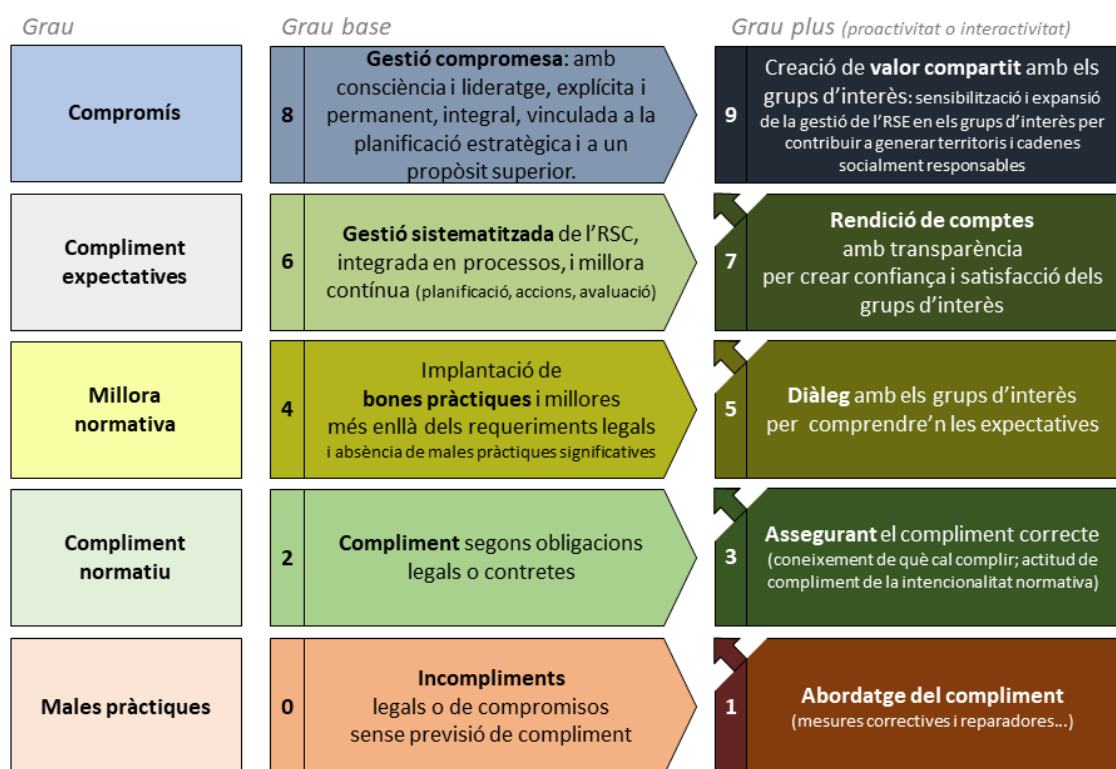 Grau
Grau base
Grau plus (proactivitat o interactivitat)
Compromís
8
Gestió compromesa: amb
consciència i lideratge, explícita i
permanent, integral, vinculada a la
planificació estratègica i a un
propòsit superior.
9
Creació de valor compartit amb els
grups d'interès: sensibilització i expansió
de la gestió de l'RSE en els grups d'interès per
contribuir a generar territoris i cadenes
socialment responsables
Compliment
expectatives
6
Gestió sistematitzada de l'RSC,
integrada en processos, i millora
contínua (planificació, accions, avaluació)
7
Rendició de comptes
amb transparència
per crear confiança i satisfacció dels
grups d'interès
Millora
normativa
4
Implantació de
bones pràctiques i millores
més enllà dels requeriments legals
i absència de males pràctiques significatives
5
Diàleg amb els grups d'interès
per comprendre'n les expectatives
Compliment
normatiu
2
Compliment segons obligacions
legals o contretes
3
Assegurant el compliment correcte
(coneixement de què cal complir; actitud de
compliment de la intencionalitat normativa)
Males pràctiques
0
Incompliments
legals o de compromisos
sense previsió de compliment
1
Abordatge del compliment
(mesures correctives i reparadores...)